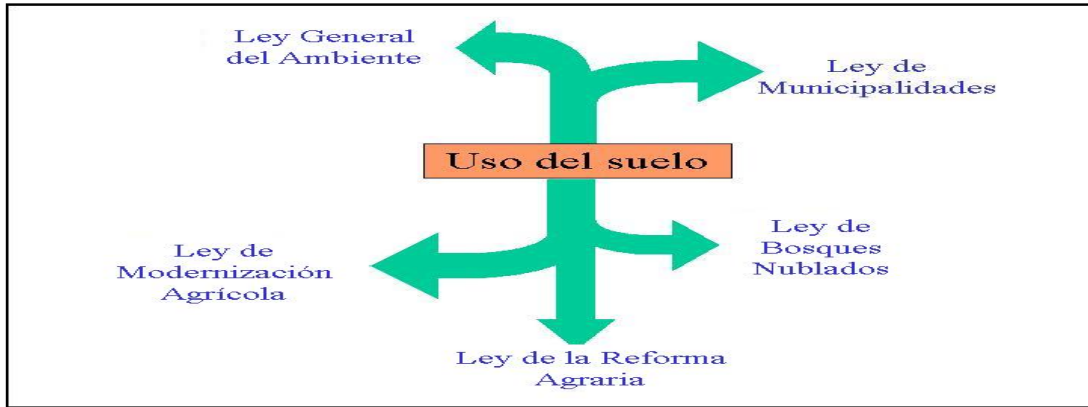 Ley General
del Ambiente
Ley de
Municipalidades
Uso del suelo
Ley de
Modernización
Agrícola
Ley de
Bosques
Nublados
Ley de la Reforma
Agraria